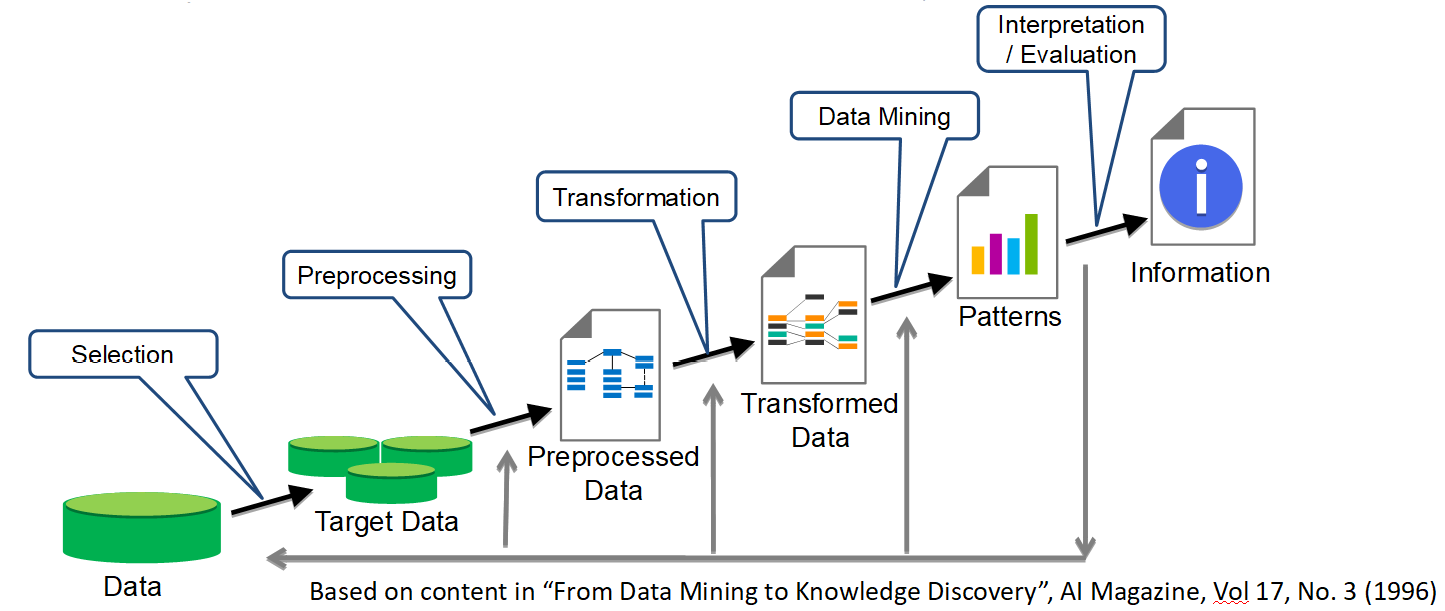 Interpretation
/ Evaluation
Data Mining
Transformation
Preprocessing
Selection
Information
Patterns
Transformed
Data
Preprocessed
Data
Target Data
Data
Based on content in “From Data Mining to Knowledge Discovery”, AI Magazine, Vol 17, No. 3 (1996)